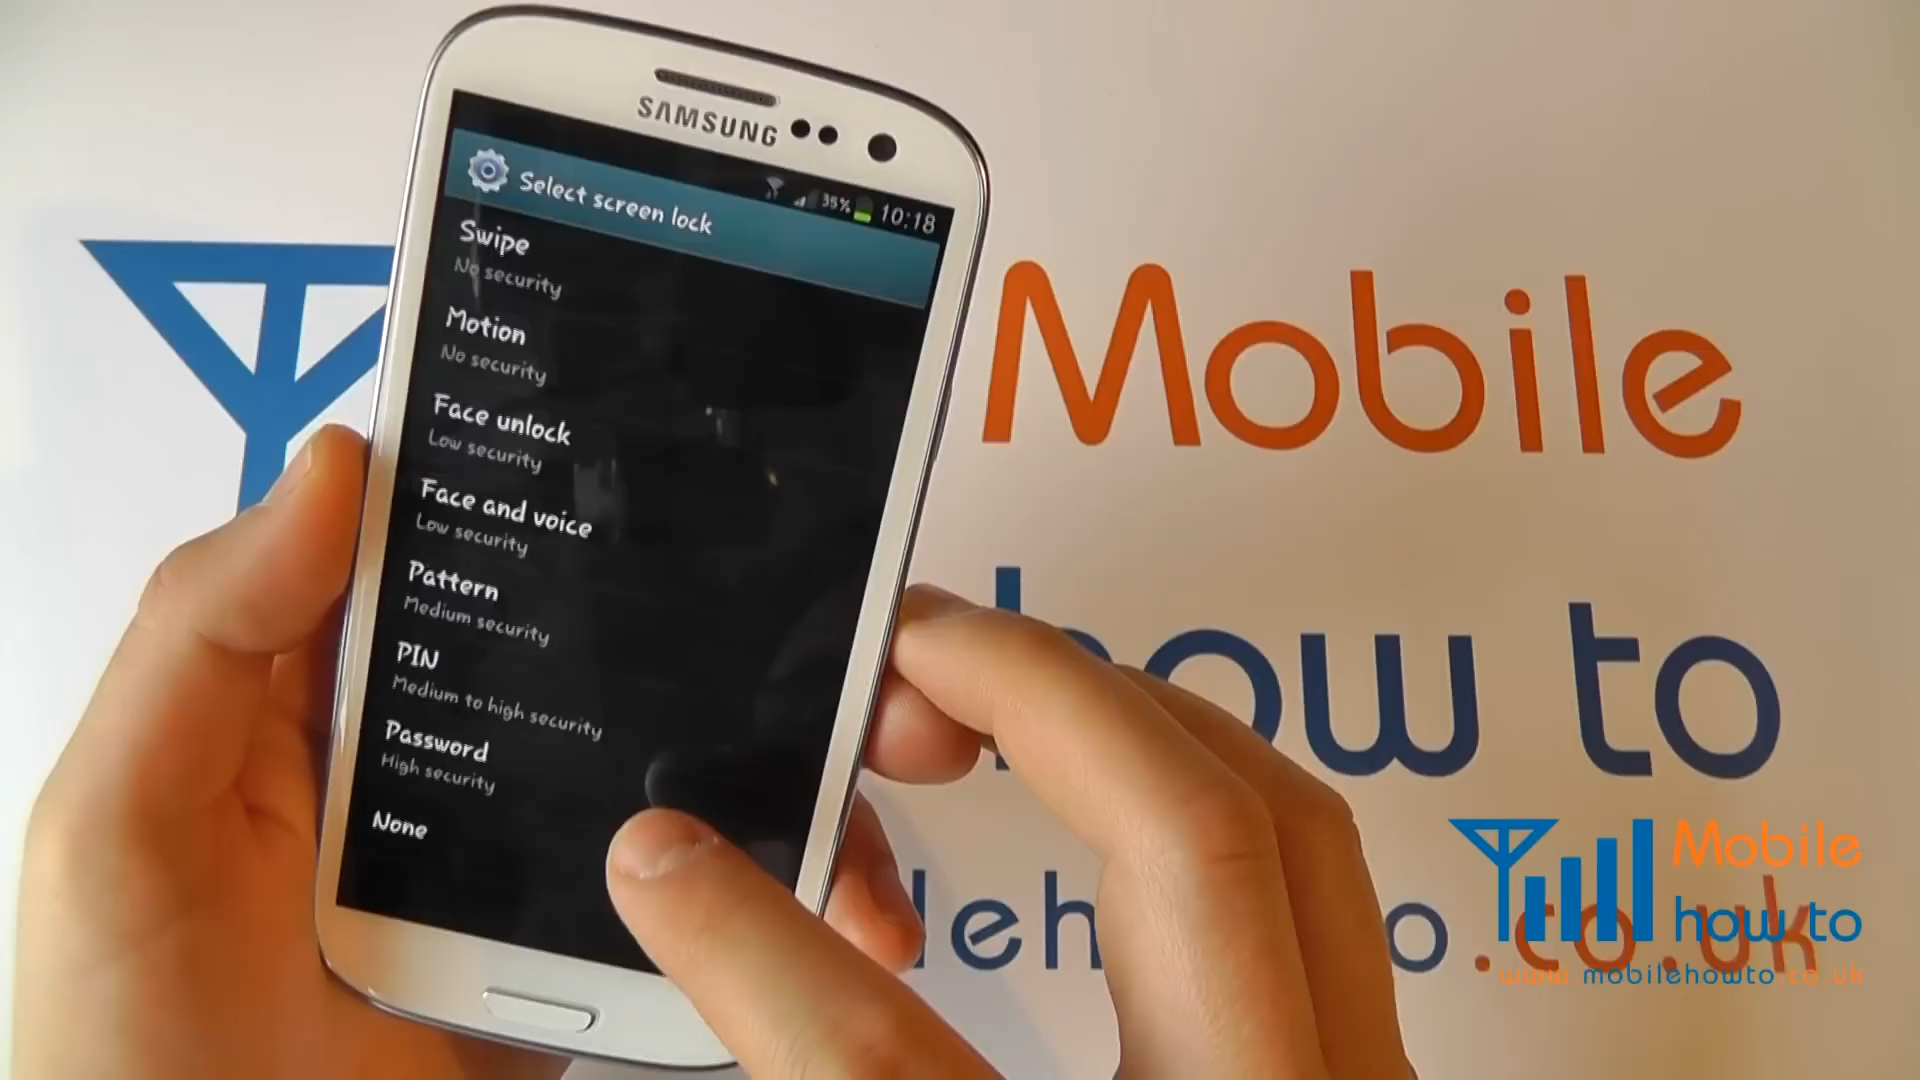 SAMSUNG
35% 10:18
Select screen lock
Swipe
No security
Motion
No security
Face unlock
Low security
Face and voice
Low security
Pattern
Medium security
PIN
Medium to high security
Password
High security
None
Mobile
how to
.co.uk
Mobile
how to
www.mobilehowto.co.uk